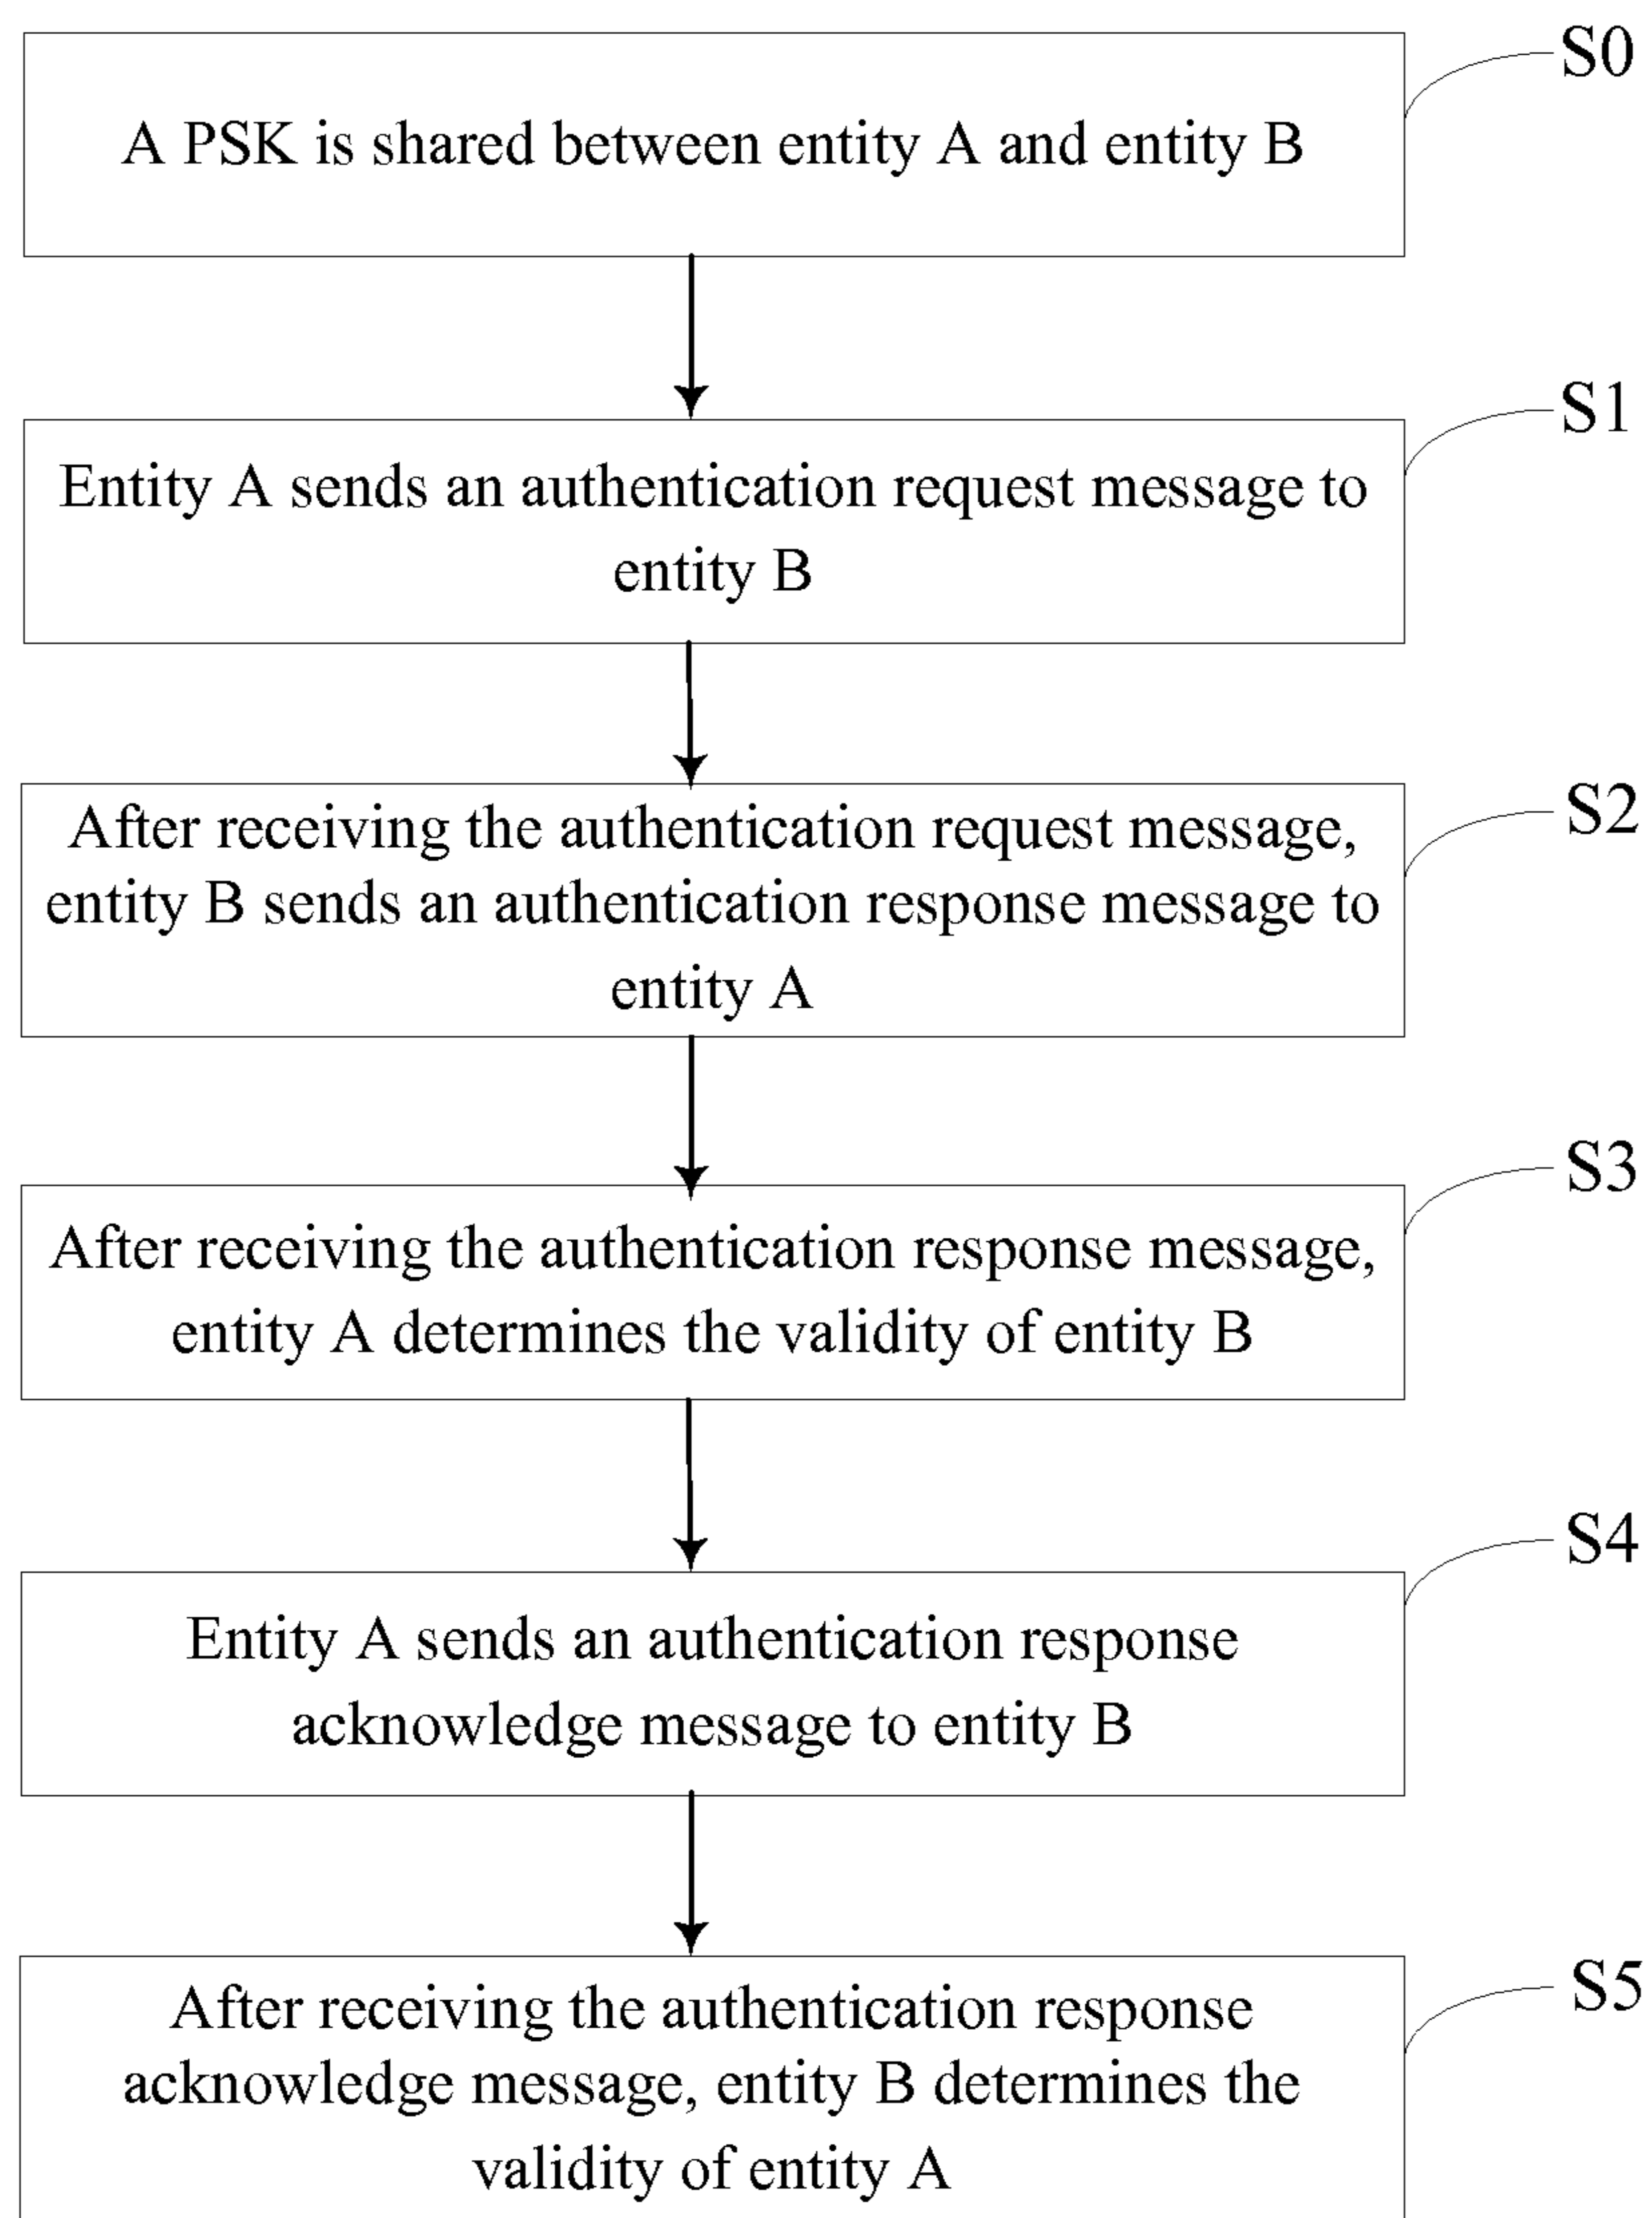 S0
A PSK is shared between entity A and entity B
S1
Entity A sends an authentication request message to
entity B
S2
After receiving the authentication request message,
entity B sends an authentication response message to
entity A
S3
After receiving the authentication response message,
entity A determines the validity of entity B
S4
Entity A sends an authentication response
acknowledge message to entity B
S5
After receiving the authentication response
acknowledge message, entity B determines the
validity of entity A